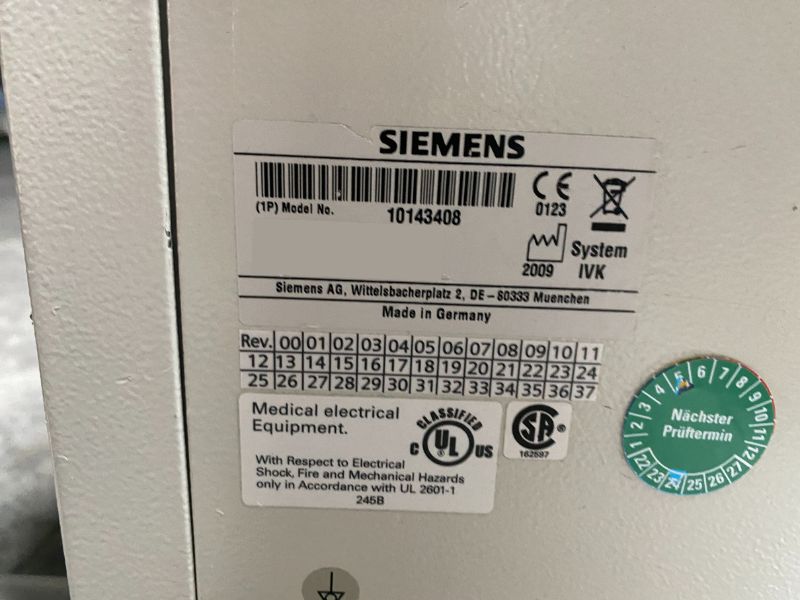 SIEMENS
(1P) Model No. 10143408
CE 0123
2009
System
IVK
Siemens AG, Wittelsbacherplatz 2, DE-80333 Muenchen
Made in Germany
Rev. 00 01 02 03 04 05 06 07 08 09 10 11
12 13 14 15 16 17 18 19 20 21 22 23 24
25 26 27 28 29 30 31 32 33 34 35 36 37
Medical electrical
Equipment.
CLASSIFIED
C UL ® US
With Respect to Electrical
Shock, Fire and Mechanical Hazards
only in Accordance with UL 2601-1
245B
SA ®
162587
1 2 3 4 5 6 7 8 9 10 11 12
Nächster
Prüftermin
22 23 24 25 26 27